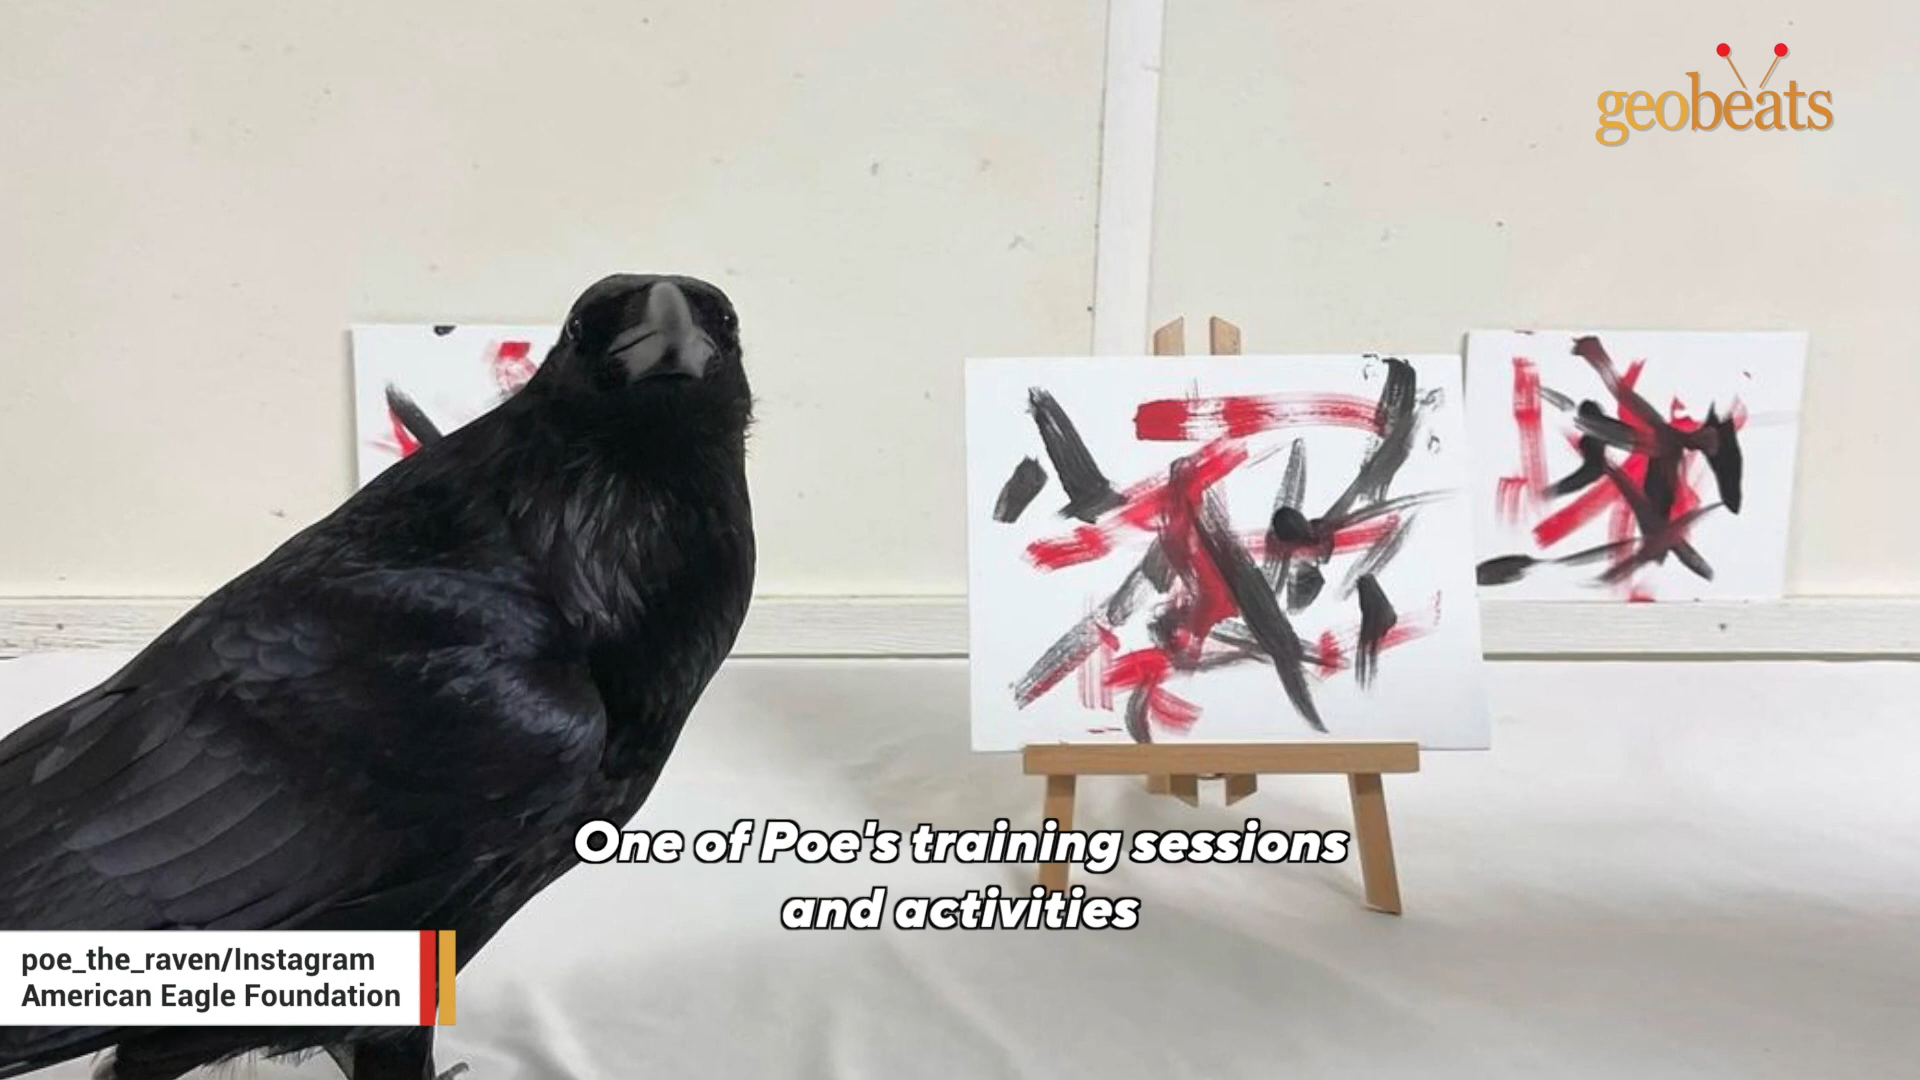 geobeats
One of Poe's training sessions
and activities
poe_the_raven/Instagram
American Eagle Foundation